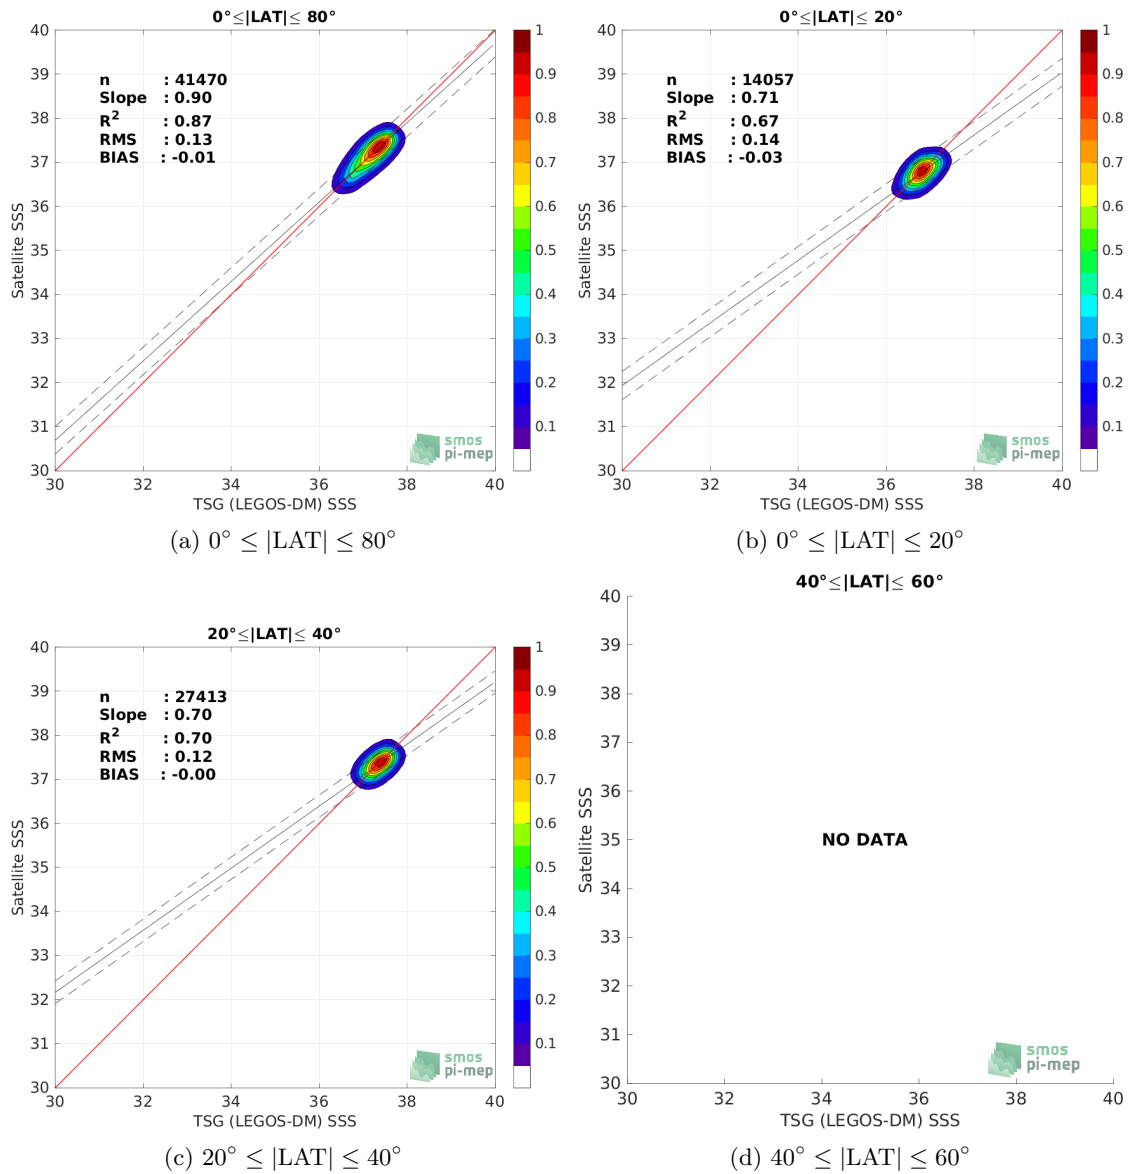 0°≤|LAT|≤ 80°
40
39
38
37
36
35
34
33
32
31
30
Satellite SSS
n : 41470
Slope : 0.90
R² : 0.87
RMS : 0.13
BIAS : -0.01
smos
pi-mep
30 32 34 36 38 40
TSG (LEGOS-DM) SSS
1
0.9
0.8
0.7
0.6
0.5
0.4
0.3
0.2
0.1
(a) 0° ≤ |LAT| ≤ 80°
0°≤|LAT|≤ 20°
40
39
38
37
36
35
34
33
32
31
30
Satellite SSS
n : 14057
Slope : 0.71
R² : 0.67
RMS : 0.14
BIAS : -0.03
smos
pi-mep
30 32 34 36 38 40
TSG (LEGOS-DM) SSS
1
0.9
0.8
0.7
0.6
0.5
0.4
0.3
0.2
0.1
(b) 0° ≤ |LAT| ≤ 20°
20°≤|LAT|≤ 40°
40
39
38
37
36
35
34
33
32
31
30
Satellite SSS
n : 27413
Slope : 0.70
R² : 0.70
RMS : 0.12
BIAS : -0.00
smos
pi-mep
30 32 34 36 38 40
TSG (LEGOS-DM) SSS
1
0.9
0.8
0.7
0.6
0.5
0.4
0.3
0.2
0.1
(c) 20° ≤ |LAT| ≤ 40°
40°≤|LAT|≤ 60°
40
39
38
37
36
35
34
33
32
31
30
Satellite SSS
NO DATA
smos
pi-mep
30 32 34 36 38 40
TSG (LEGOS-DM) SSS
(d) 40° ≤ |LAT| ≤ 60°